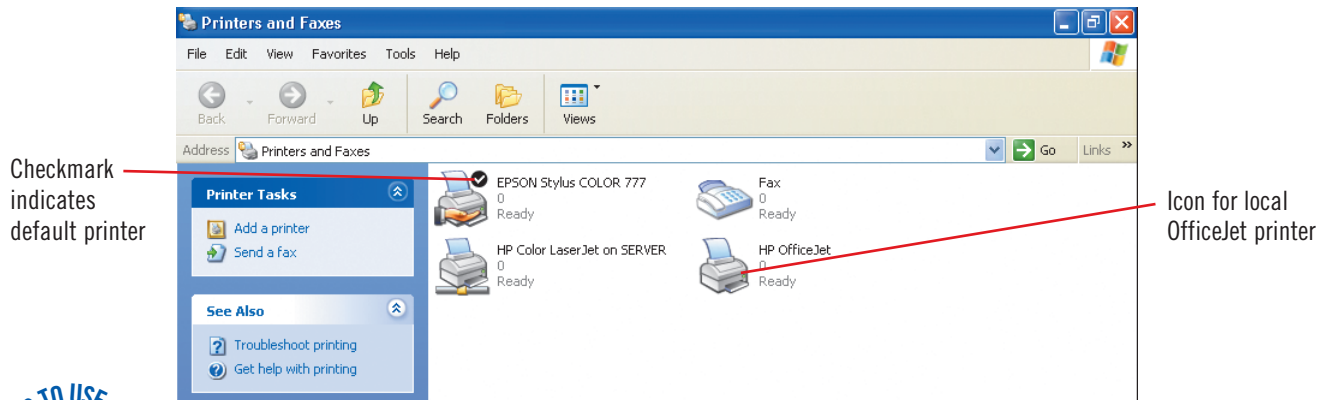 Printers and Faxes
File Edit View Favorites Tools Help
Back Forward Up Search Folders Views
Address Printers and Faxes Go Links »
Checkmark
indicates
default printer
Printer Tasks
Add a printer
Send a fax
See Also
Troubleshoot printing
Get help with printing
EPSON Stylus COLOR 777
0
Ready
Fax
0
Ready
HP Color LaserJet on SERVER
0
Ready
HP OfficeJet
0
Ready
Icon for local
OfficeJet printer
TO USE